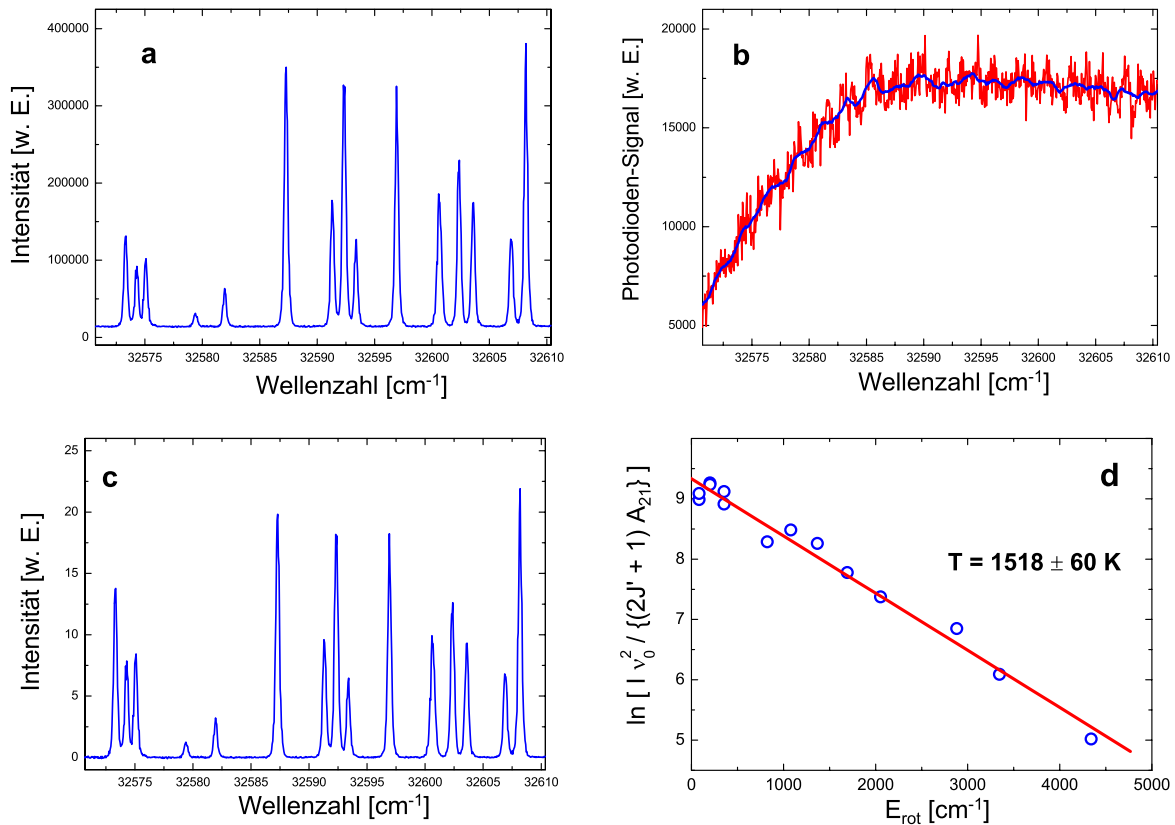 a
Intensität [w. E.]
400000
300000
200000
100000
0
32575 32580 32585 32590 32595 32600 32605 32610
Wellenzahl [cm⁻¹]
b
Photodioden-Signal [w. E.]
20000
15000
10000
5000
32575 32580 32585 32590 32595 32600 32605 32610
Wellenzahl [cm⁻¹]
c
Intensität [w. E.]
25
20
15
10
5
0
32575 32580 32585 32590 32595 32600 32605 32610
Wellenzahl [cm⁻¹]
d
ln [ I ν₀² / {(2J' + 1) A₂₁} ]
9
8
7
6
5
T = 1518 ± 60 K
0 1000 2000 3000 4000 5000
E_rot [cm⁻¹]